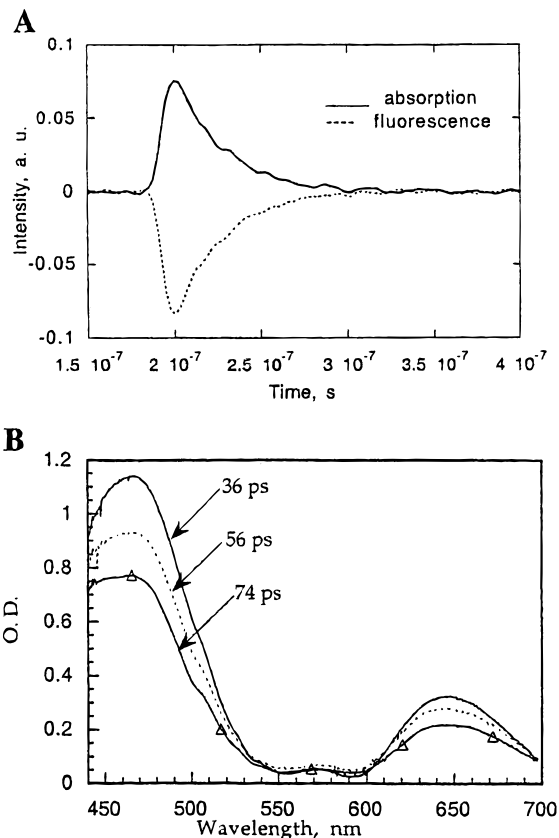 A
0.1
0.05
0
-0.05
-0.1
Intensity, a. u.
absorption
fluorescence
1.5 10⁻⁷ 2 10⁻⁷ 2.5 10⁻⁷ 3 10⁻⁷ 3.5 10⁻⁷ 4 10⁻⁷
Time, s
B
1.2
1
0.8
0.6
0.4
0.2
0
O.D.
36 ps
56 ps
74 ps
450 500 550 600 650 700
Wavelength, nm